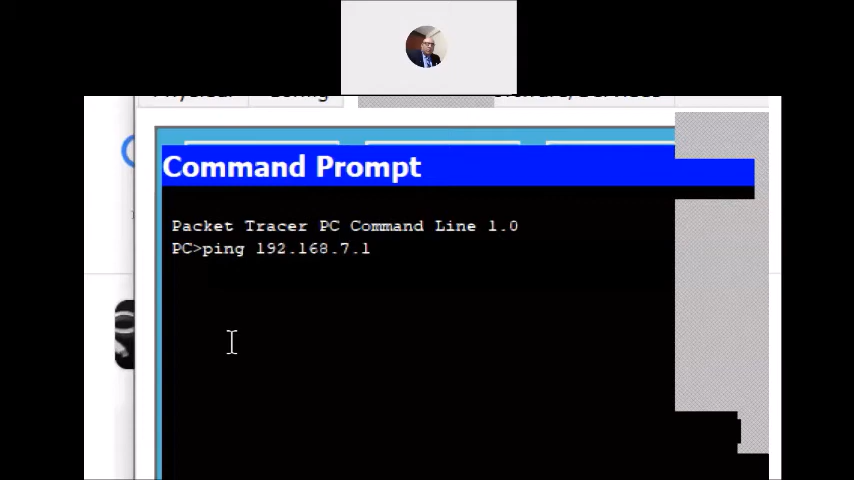 Command Prompt
Packet Tracer PC Command Line 1.0
PC>ping 192.168.7.1